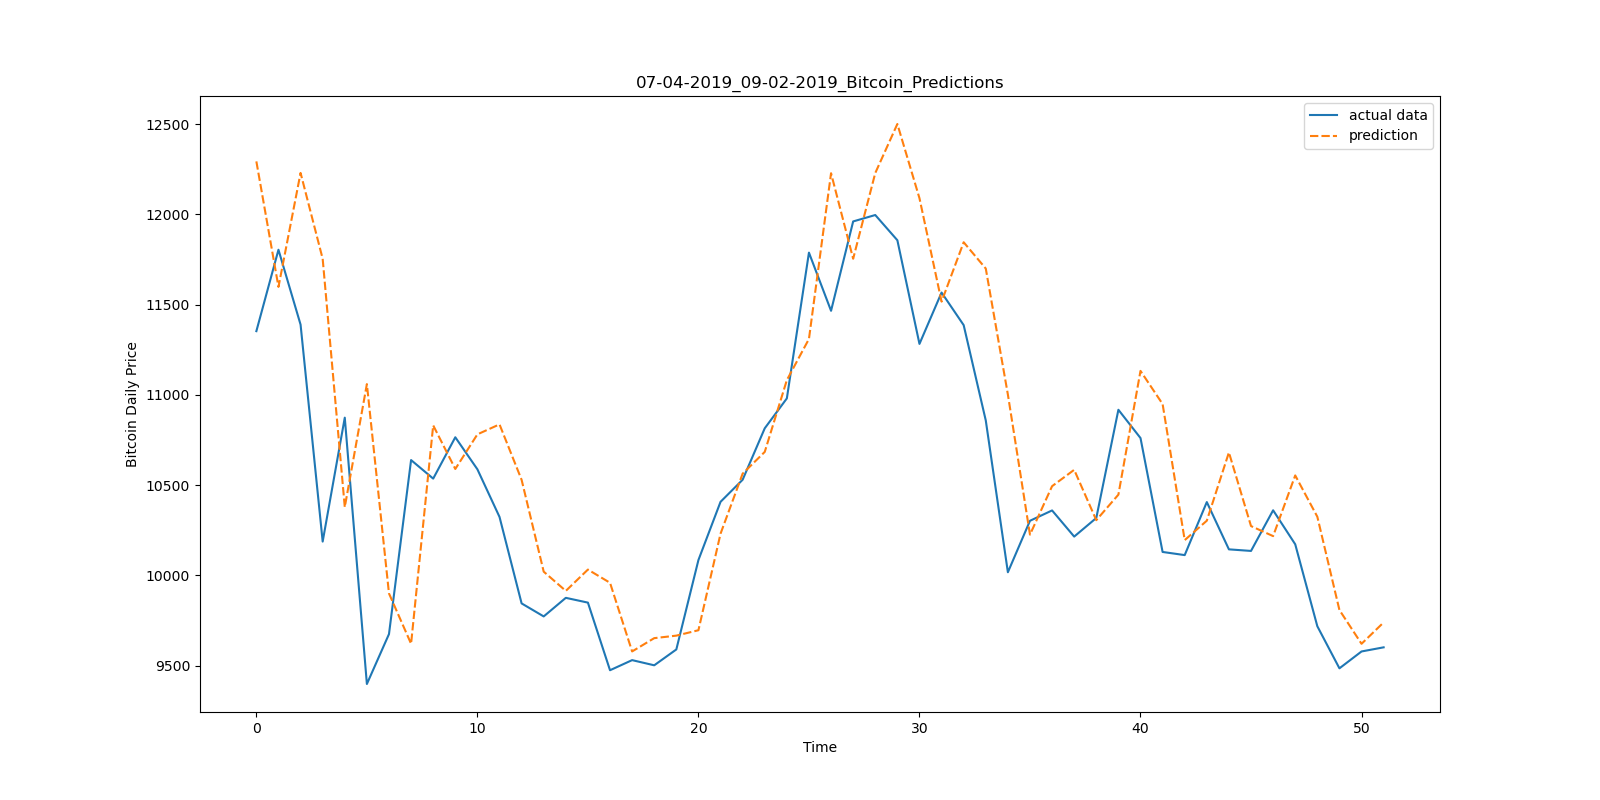 07-04-2019_09-02-2019_Bitcoin_Predictions
actual data
prediction
12500
12000
11500
11000
10500
10000
9500
Bitcoin Daily Price
0 10 20 30 40 50
Time